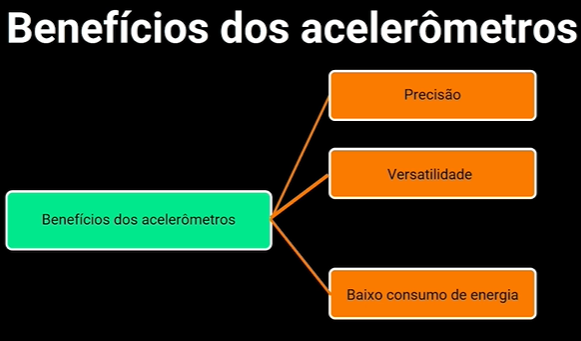 Benefícios dos acelerômetros
Precisão
Versatilidade
Benefícios dos acelerômetros
Baixo consumo de energia